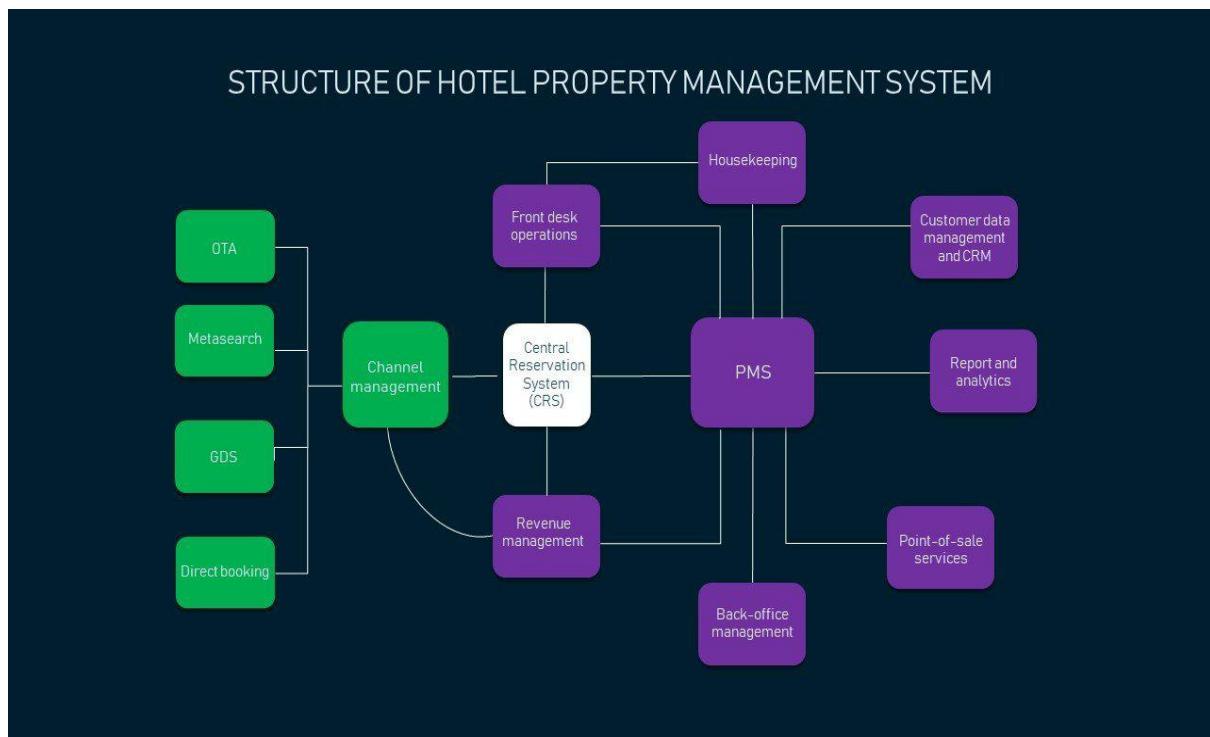 STRUCTURE OF HOTEL PROPERTY MANAGEMENT SYSTEM
OTA
Metasearch
GDS
Direct booking
Channel
management
Front desk
operations
Central
Reservation
System
(CRS)
Revenue
management
Housekeeping
PMS
Back-office
management
Customer data
management
and CRM
Report and
analytics
Point-of-sale
services